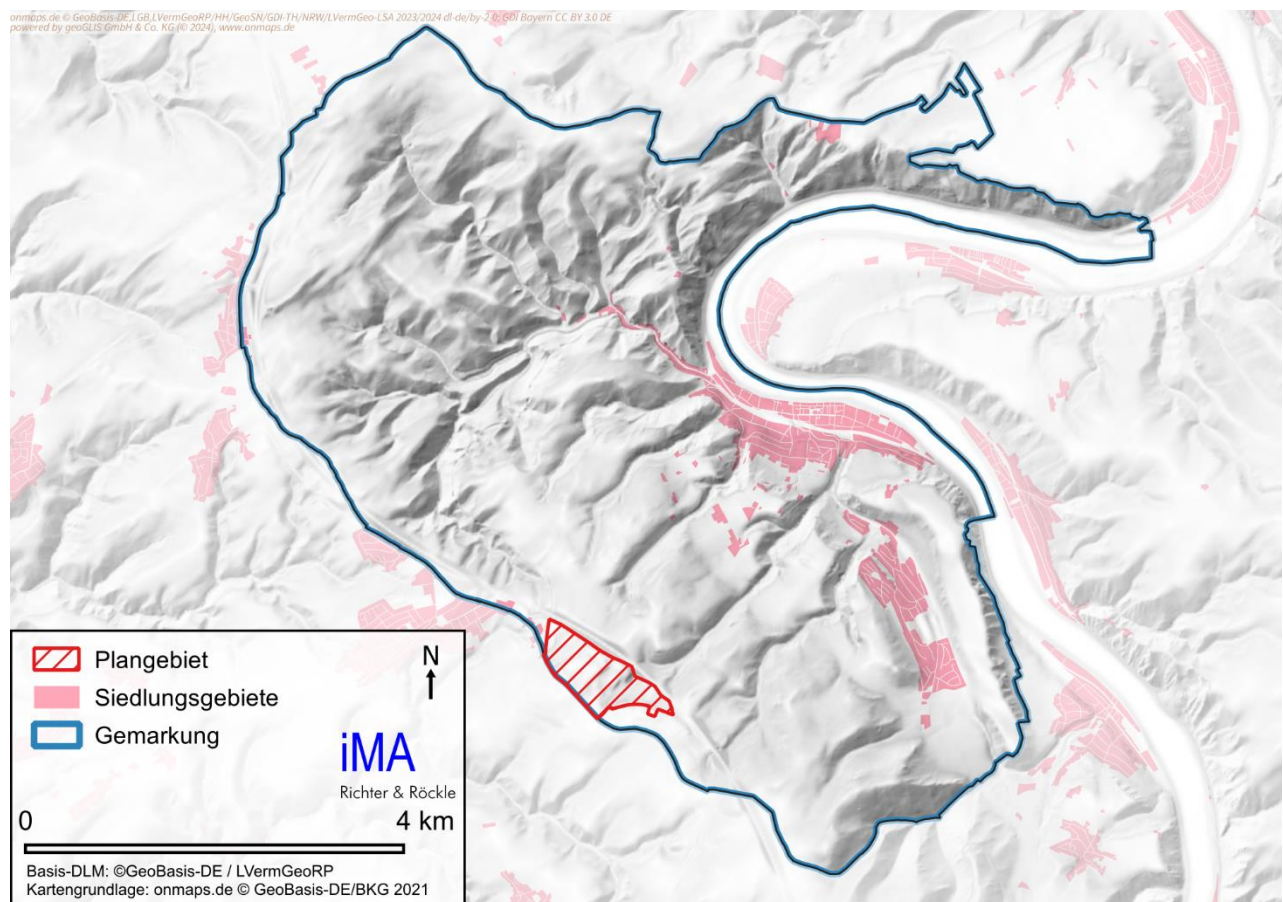 onmaps.de © GeoBasis-DE,LGB,LVermGeoRP/HH/GeoSN/GDI-TH/NRW/LVermGeo-LSA 2023/2024 dl-de/by-2_0; GDI Bayern CC BY 3.0 DE
powered by geoGLIS GmbH & Co. KG (© 2024), www.onmaps.de
Plangebiet
Siedlungsgebiete
Gemarkung
N
iMA
Richter & Röckle
0 4 km
Basis-DLM: ©GeoBasis-DE / LVermGeoRP
Kartengrundlage: onmaps.de © GeoBasis-DE/BKG 2021